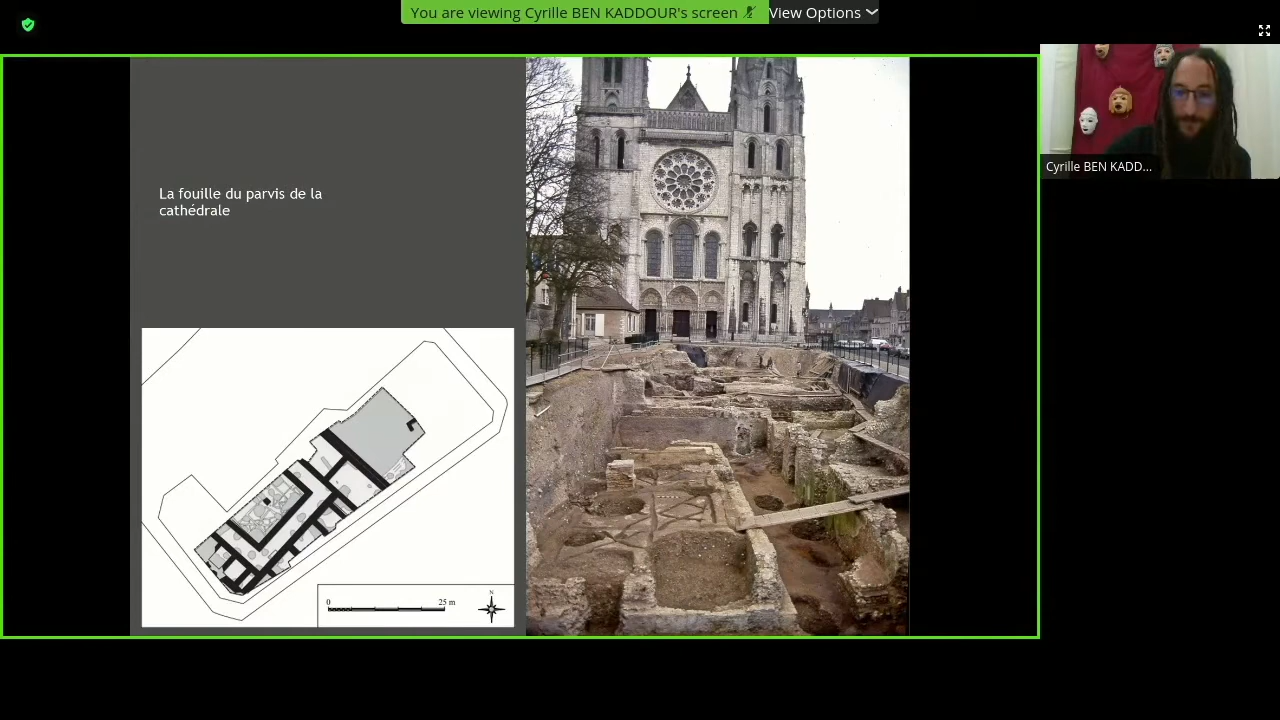 You are viewing Cyrille BEN KADDOUR's screen
View Options
Cyrille BEN KADD...
La fouille du parvis de la
cathédrale
0
25 m
N